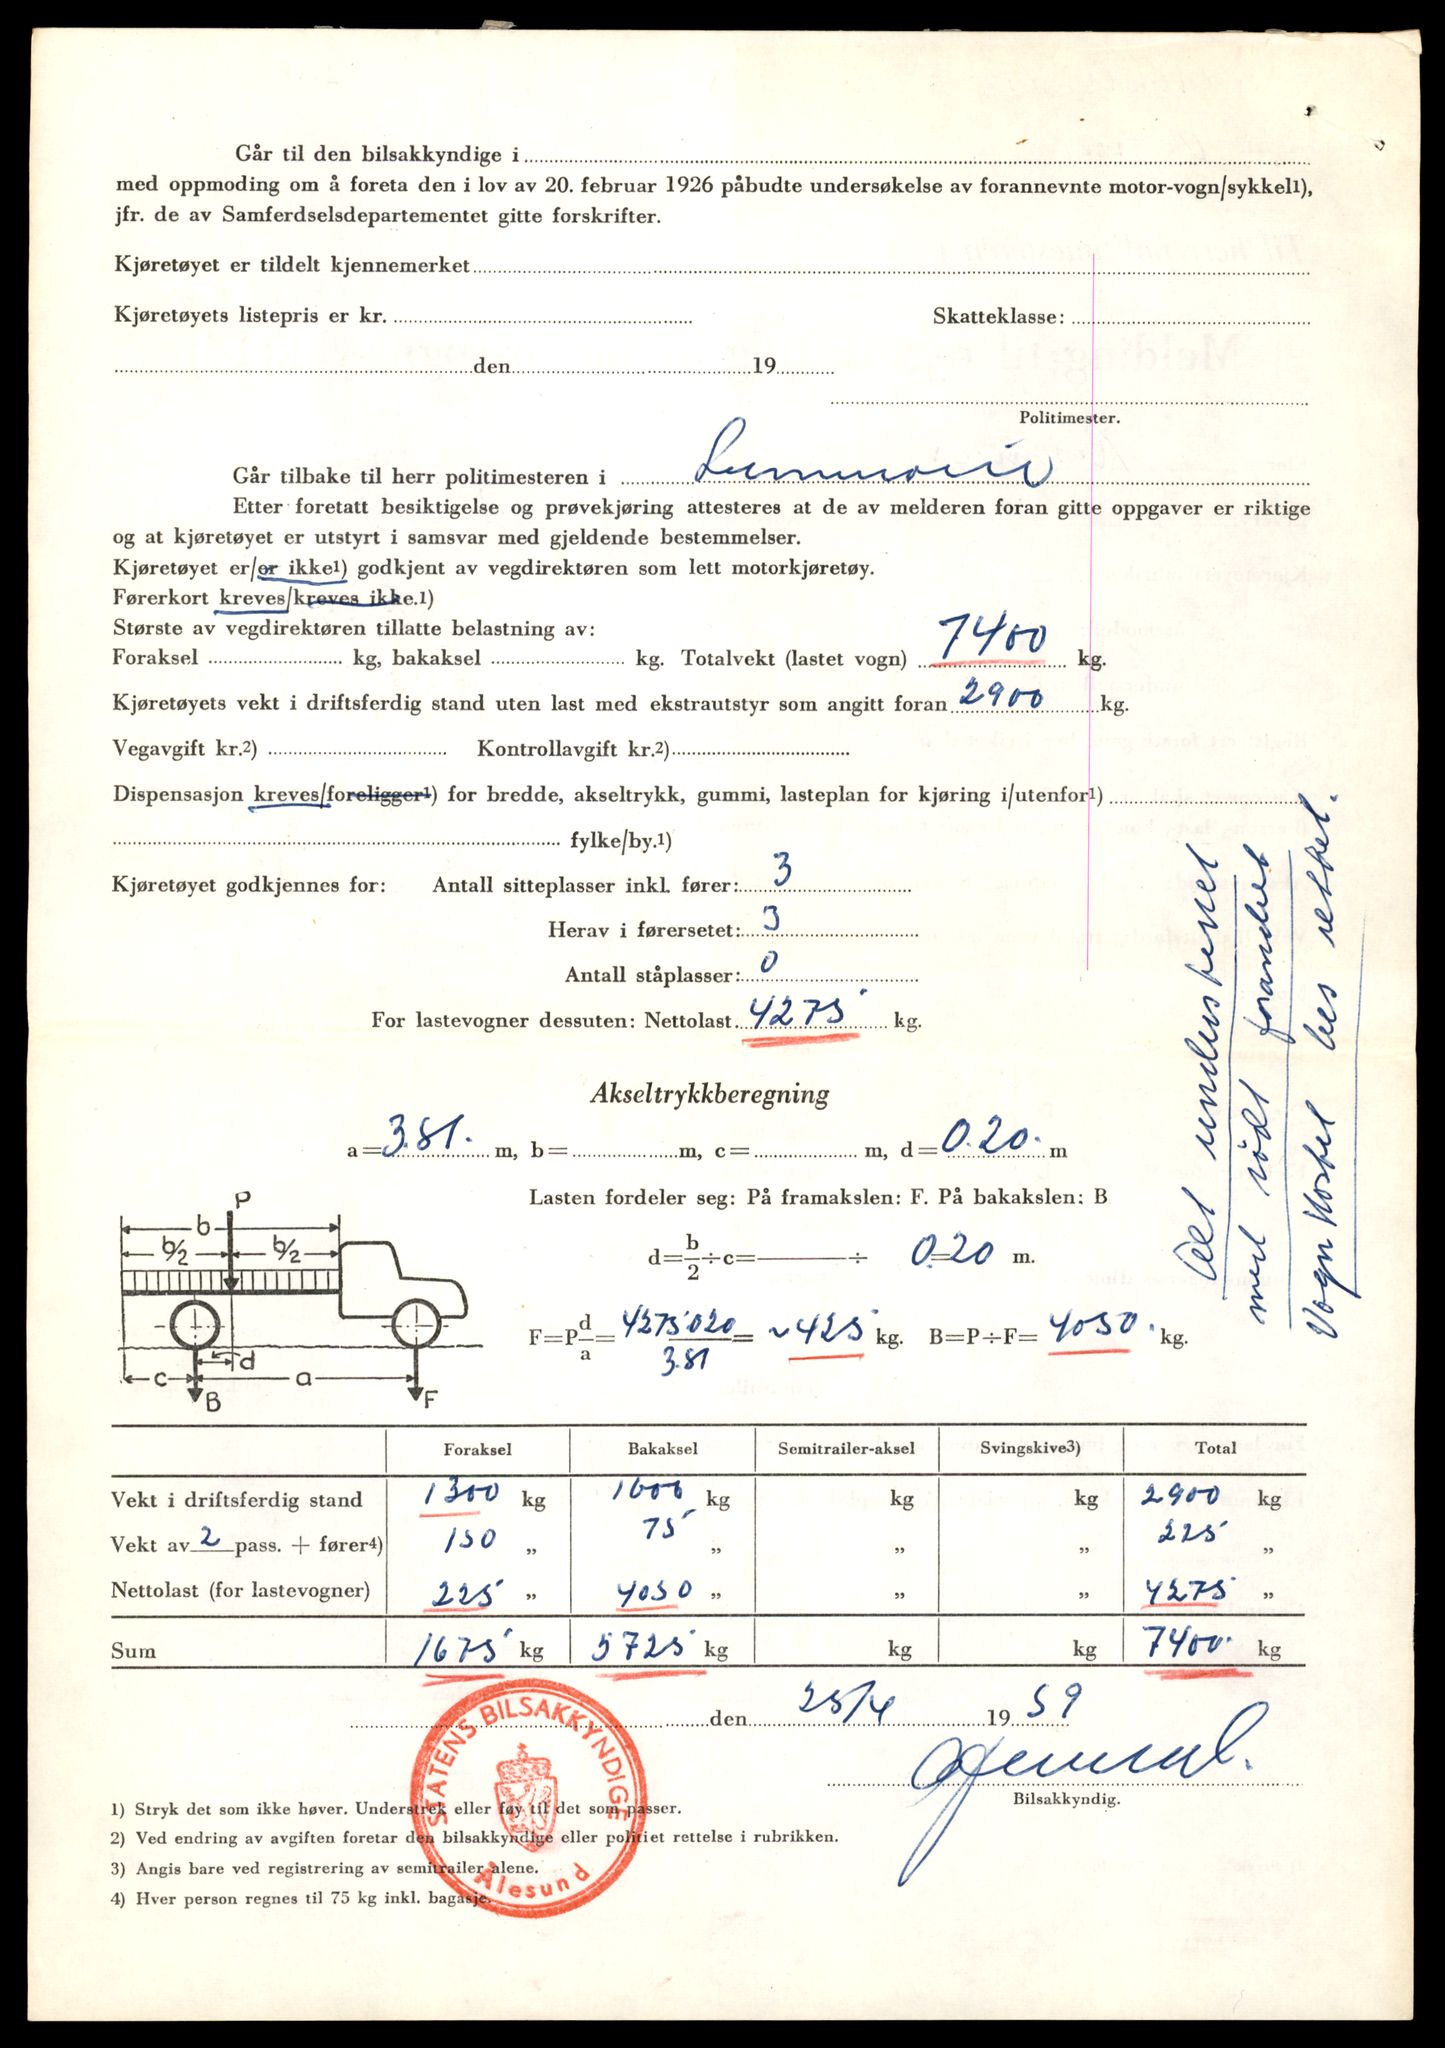 Går til den bilsakkyndige i
med oppmoding om å foreta den i lov av 20. februar 1926 påbudte undersøkelse av forannevnte motor-vogn/sykkel1),
jfr. de av Samferdselsdepartementet gitte forskrifter.
Kjøretøyet er tildelt kjennemerket
Kjøretøyets listepris er kr. Skatteklasse:
den 19
Politimester.
Går tilbake til herr politimesteren i
Etter foretatt besiktigelse og prøvekjøring attesteres at de av melderen foran gitte oppgaver er riktige
og at kjøretøyet er utstyrt i samsvar med gjeldende bestemmelser.
Kjøretøyet er/er ikke1) godkjent av vegdirektøren som lett motorkjøretøy.
Førerkort kreves/kreves ikke.1)
Største av vegdirektøren tillatte belastning av:
Foraksel kg, bakaksel kg. Totalvekt (lastet vogn) 7400 kg.
Kjøretøyets vekt i driftsferdig stand uten last med ekstrautstyr som angitt foran 2900 kg.
Vegavgift kr.2) Kontrollavgift kr.2)
Dispensasjon kreves/foreligger1) for bredde, akseltrykk, gummi, lasteplan for kjøring i/utenfor1)
fylke/by.1)
Kjøretøyet godkjennes for: Antall sitteplasser inkl. fører: 3
Herav i førersetet: 3
Antall ståplasser: 0
For lastevogner dessuten: Nettolast 4275 kg.
med rødt forandret
Akseltrykkberegning
a= 3.81. m, b= m, c= m, d= 0.20. m
Lasten fordeler seg: På framakslen: F. På bakakslen: B
d= b/2 ÷c= ÷ = 0.20 m.
F=P d/a = 4275·020/3.81 = ~425 kg. B=P÷F= 4050. kg.
P
b
b/2 b/2
d
c a
B F
Foraksel Bakaksel Semitrailer-aksel Svingskive3) Total
Vekt i driftsferdig stand 1300 kg 1600 kg kg kg 2900 kg
Vekt av 2 pass. + fører4) 150 „ 75 „ „ „ 225 „
Nettolast (for lastevogner) 225 „ 4050 „ „ „ 4275 „
Sum 1675 kg 5725 kg kg kg 7400. kg
den 25/4 19 59
Bilsakkyndig.
STATENS BILSAKKYNDIGE
Ålesund
1) Stryk det som ikke høver. Understrek eller føy til det som passer.
2) Ved endring av avgiften foretar den bilsakkyndige eller politiet rettelse i rubrikken.
3) Angis bare ved registrering av semitrailer alene.
4) Hver person regnes til 75 kg inkl. bagasje.